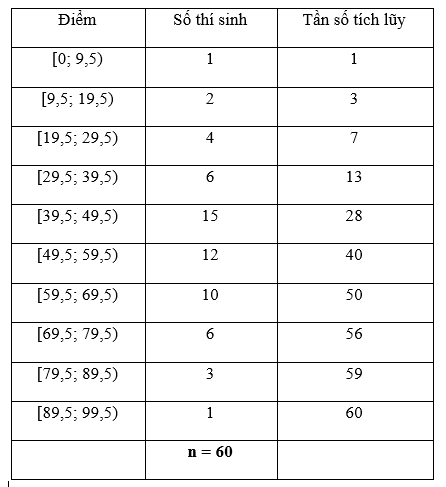 Điểm Số thí sinh Tần số tích lũy
[0; 9,5) 1 1
[9,5; 19,5) 2 3
[19,5; 29,5) 4 7
[29,5; 39,5) 6 13
[39,5; 49,5) 15 28
[49,5; 59,5) 12 40
[59,5; 69,5) 10 50
[69,5; 79,5) 6 56
[79,5; 89,5) 3 59
[89,5; 99,5) 1 60
n = 60